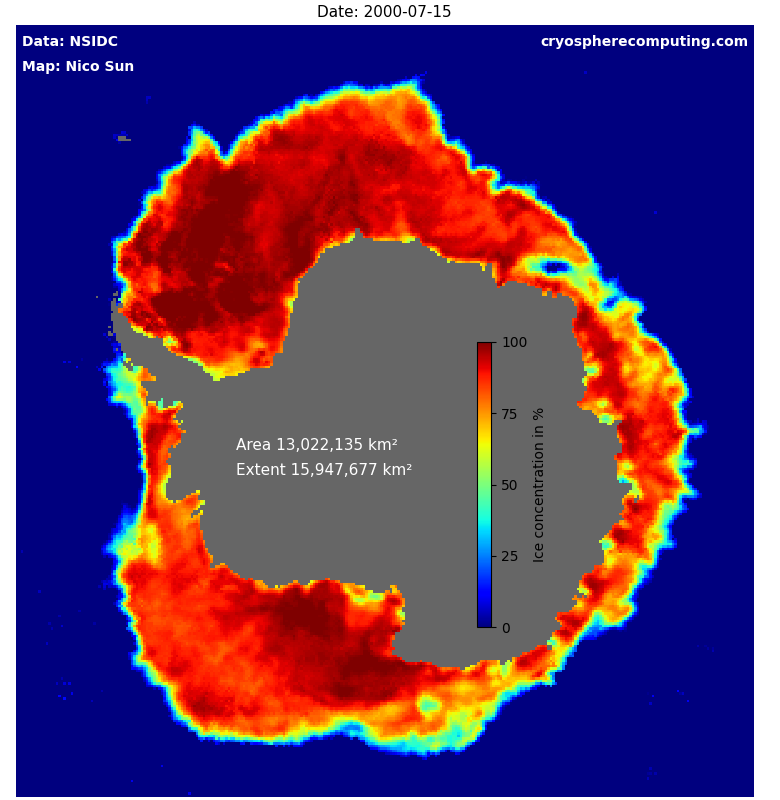 Date: 2000-07-15
Data: NSIDC
cryospherecomputing.com
Map: Nico Sun
100
75
50
25
0
Ice concentration in %
Area 13,022,135 km²
Extent 15,947,677 km²